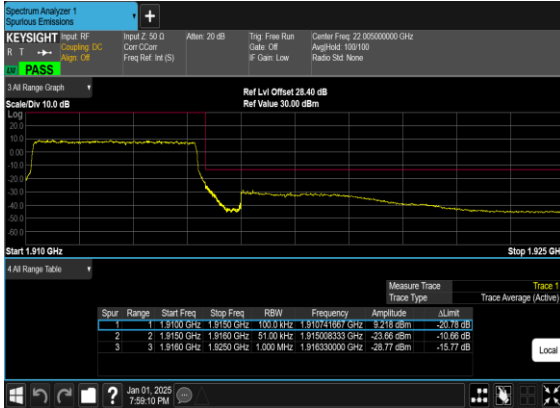 Spectrum Analyzer 1
Spurious Emissions
+
KEYSIGHT Input: RF Input Z: 50 Ω Atten: 20 dB Trig: Free Run Center Freq: 22.005000000 GHz
R T Coupling: DC Corr CCorr Gate: Off Avg|Hold: 100/100
Align: Off Freq Ref: Int (S) IF Gain: Low Radio Std: None
PASS
3 All Range Graph
Ref Lvl Offset 28.40 dB
Scale/Div 10.0 dB Ref Value 30.00 dBm
Log
20.0
10.0
0.00
-10.0
-20.0
-30.0
-40.0
-50.0
-60.0
Start 1.910 GHz Stop 1.925 GH
4 All Range Table
Measure Trace Trace 1
Trace Type Trace Average (Active)
Spur Range Start Freq Stop Freq RBW Frequency Amplitude ΔLimit
1 1 1.9100 GHz 1.9150 GHz 100.0 kHz 1.910741667 GHz 9.218 dBm -20.78 dB
2 2 1.9150 GHz 1.9160 GHz 51.00 kHz 1.915008333 GHz -23.66 dBm -10.66 dB
3 3 1.9160 GHz 1.9250 GHz 1.000 MHz 1.916330000 GHz -28.77 dBm -15.77 dB
Local
? Jan 01, 2025
7:59:10 PM